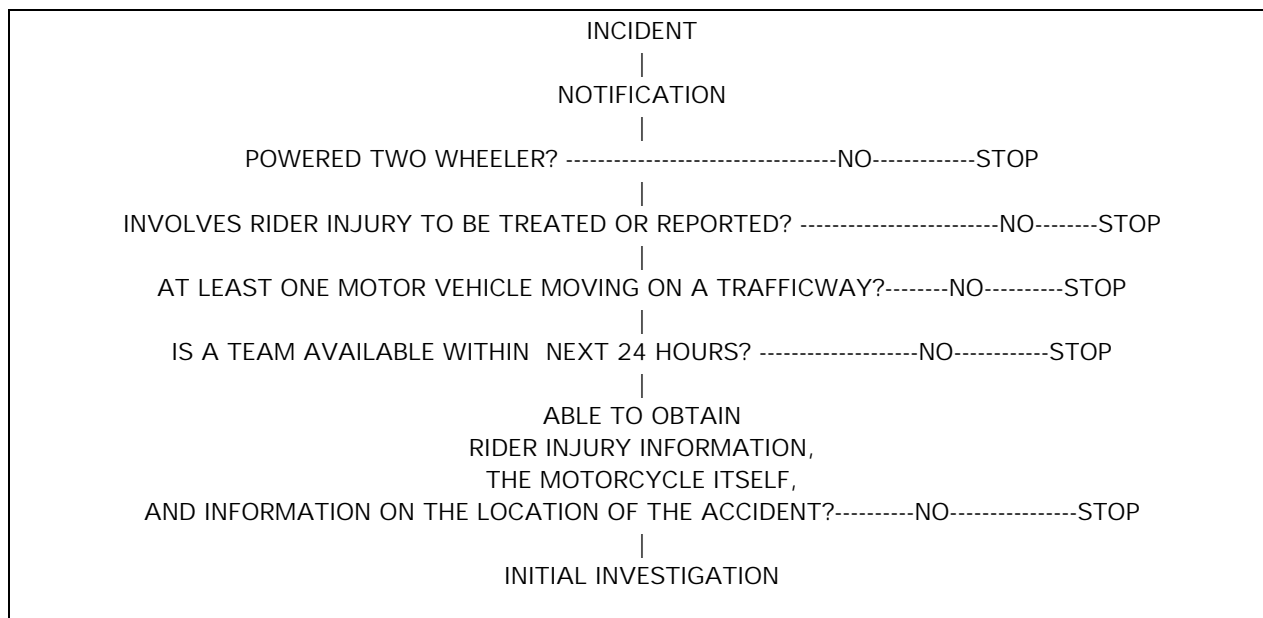 INCIDENT
|
NOTIFICATION
|
POWERED TWO WHEELER? ----------------------------------NO-------------STOP
|
INVOLVES RIDER INJURY TO BE TREATED OR REPORTED? -------------------------NO--------STOP
|
AT LEAST ONE MOTOR VEHICLE MOVING ON A TRAFFICWAY?--------NO----------STOP
|
IS A TEAM AVAILABLE WITHIN  NEXT 24 HOURS? --------------------NO------------STOP
|
ABLE TO OBTAIN
RIDER INJURY INFORMATION,
THE MOTORCYCLE ITSELF,
AND INFORMATION ON THE LOCATION OF THE ACCIDENT?----------NO----------------STOP
|
INITIAL INVESTIGATION